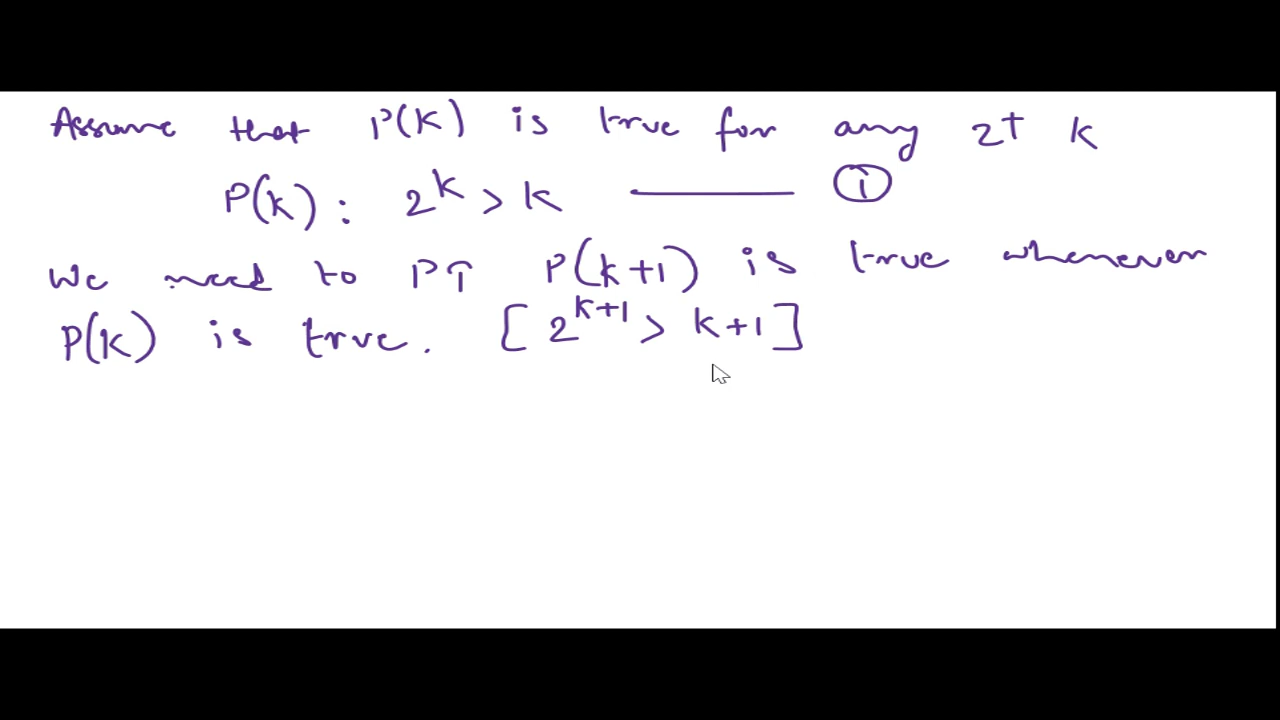 Assume that P(k) is true for any z+ k
P(k) : 2^k > k ——— (i)
We need to PT P(k+1) is true whenever
P(k) is true. [ 2^{k+1} > k+1 ]